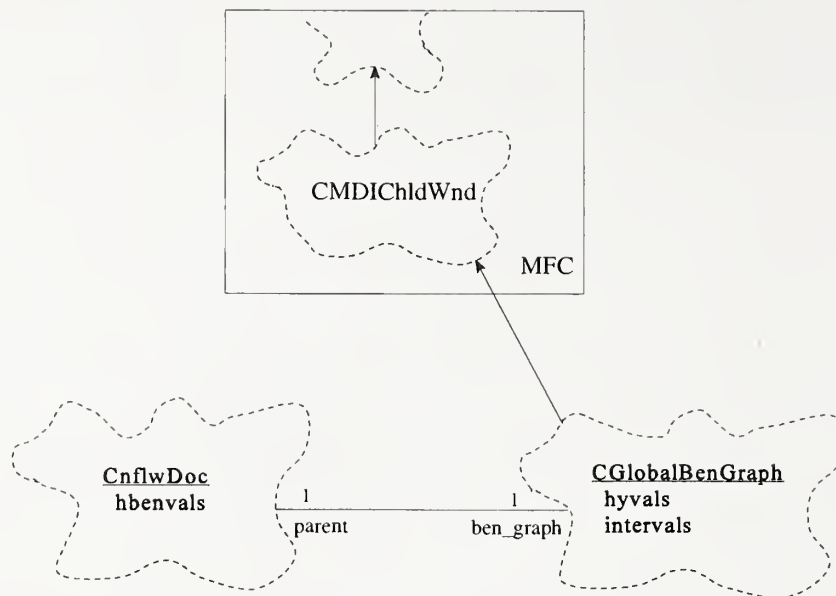 CMDIChldWnd
MFC
CnflwDoc
hbenvals
CGlobalBenGraph
hyvals
intervals
1
1
parent
ben_graph